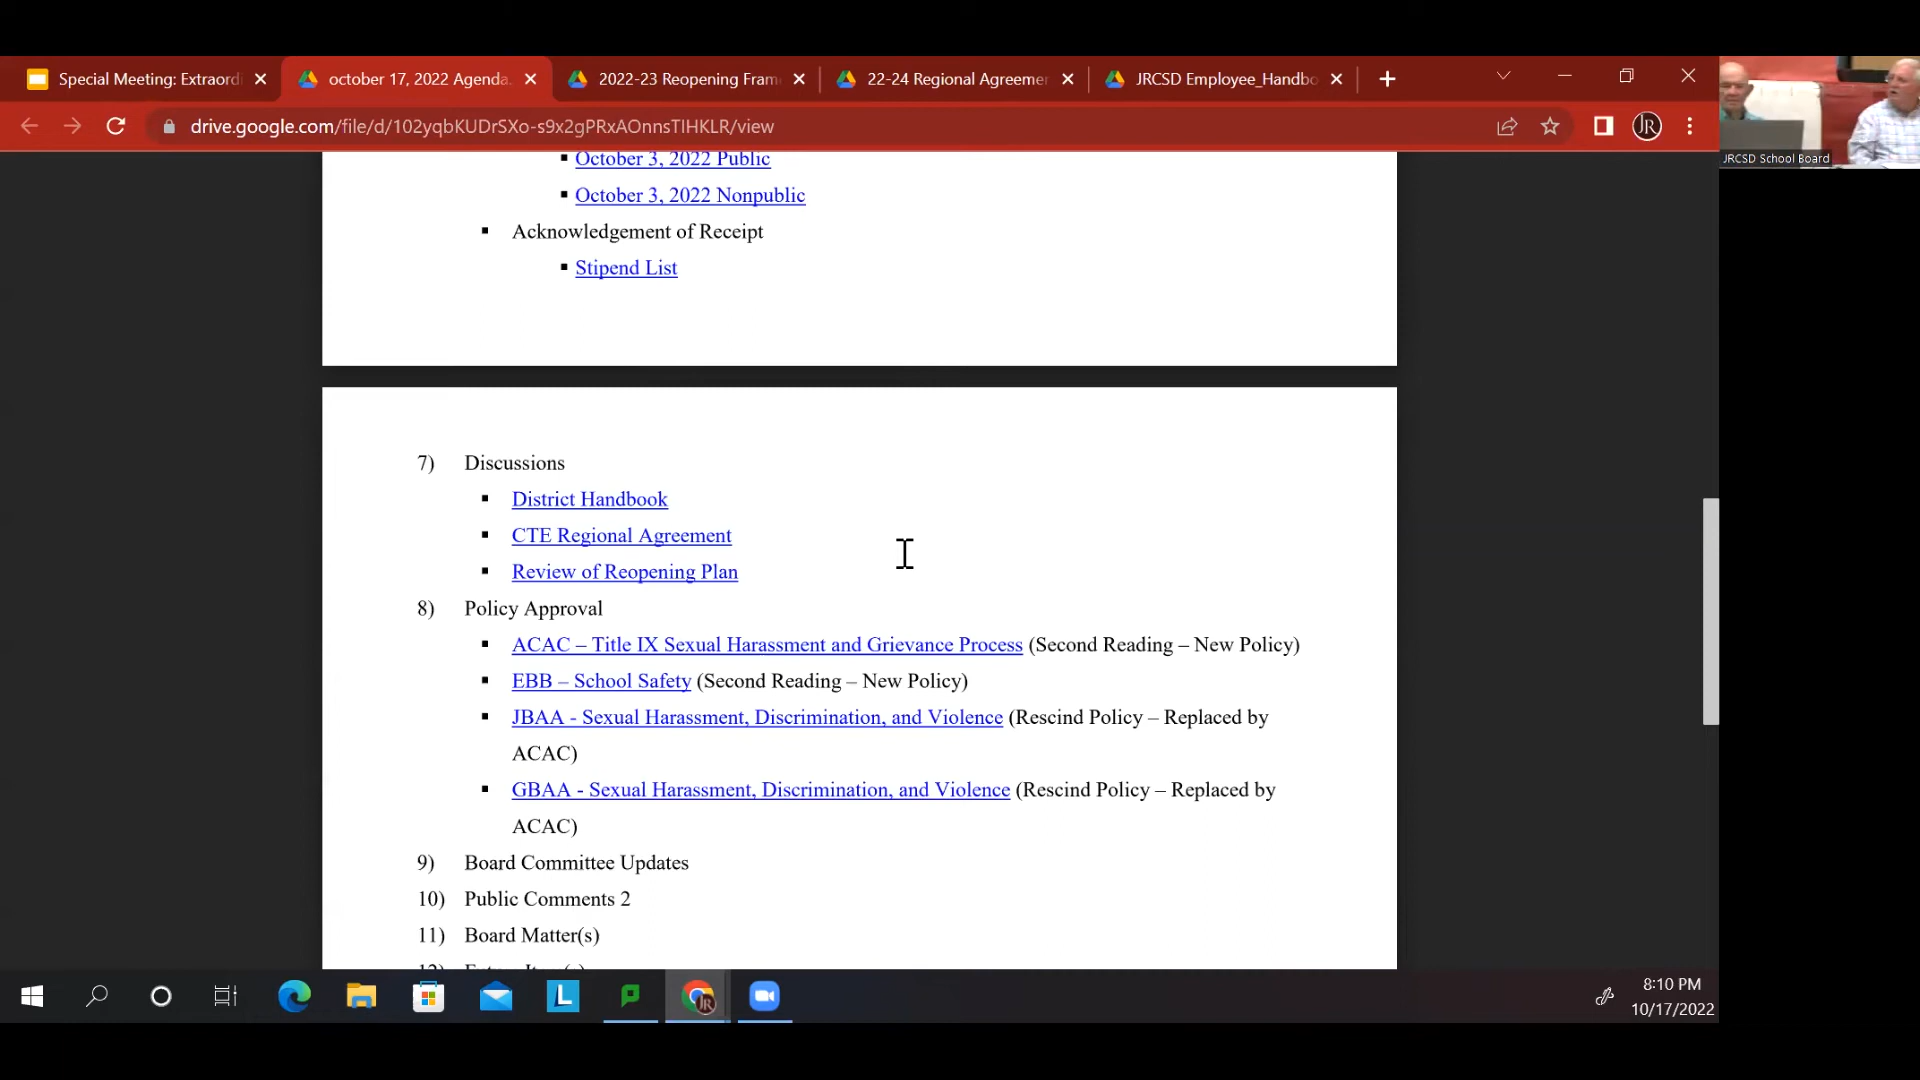 Special Meeting: Extraordi
october 17, 2022 Agenda.
2022-23 Reopening Fram
22-24 Regional Agreemer
JRCSD Employee_Handbo
drive.google.com/file/d/102yqbKUDrSXo-s9x2gPRxAOnnsTIHKLR/view
JR
JRCSD School Board
▪ October 3, 2022 Public
▪ October 3, 2022 Nonpublic
▪ Acknowledgement of Receipt
▪ Stipend List
7) Discussions
▪ District Handbook
▪ CTE Regional Agreement
▪ Review of Reopening Plan
8) Policy Approval
▪ ACAC – Title IX Sexual Harassment and Grievance Process (Second Reading – New Policy)
▪ EBB – School Safety (Second Reading – New Policy)
▪ JBAA - Sexual Harassment, Discrimination, and Violence (Rescind Policy – Replaced by
ACAC)
▪ GBAA - Sexual Harassment, Discrimination, and Violence (Rescind Policy – Replaced by
ACAC)
9) Board Committee Updates
10) Public Comments 2
11) Board Matter(s)
L
JR
8:10 PM
10/17/2022